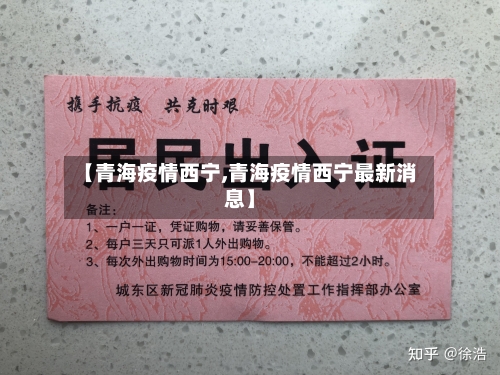 携手抗疫 共克时艰
居民出入证
【青海疫情西宁,青海疫情西宁最新消
息】
备注：
1、一户一证，凭证购物，请妥善保管。
2、每户三天只可派1人外出购物。
3、每次外出购物时间为15:00-20:00，不能超过2小时。
城东区新冠肺炎疫情防控处置工作指挥部办公室
知乎 @徐浩